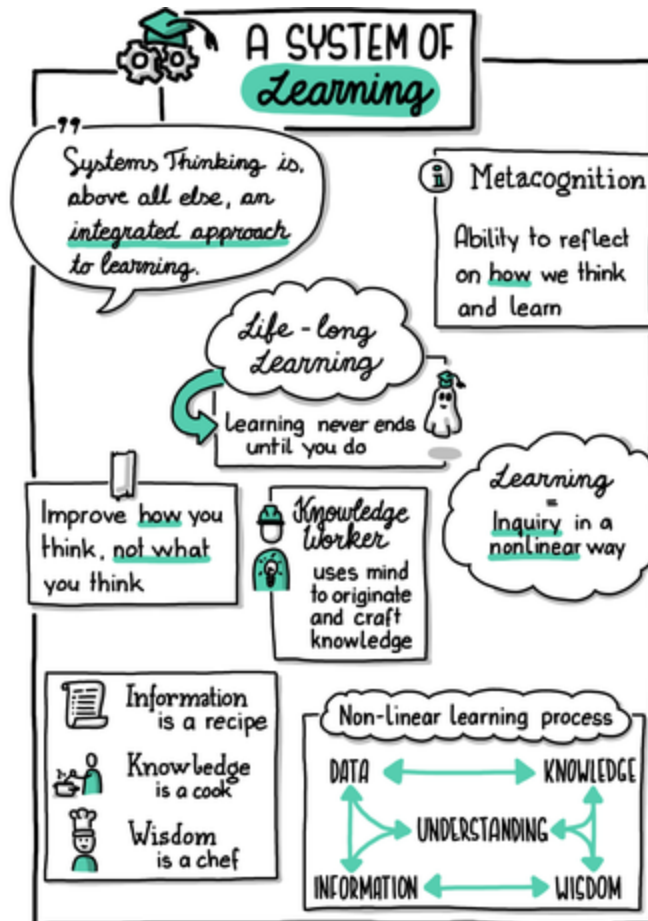 A SYSTEM OF
Learning
"
Systems Thinking is,
above all else, an
integrated approach
to learning.
i Metacognition
Ability to reflect
on how we think
and learn
Life-long
Learning
Learning never ends
until you do
Learning
=
Inquiry in a
nonlinear way
Improve how you
think, not what
you think
Knowledge
Worker
uses mind
to originate
and craft
knowledge
Information
is a recipe
Knowledge
is a cook
Wisdom
is a chef
Non-linear learning process
DATA KNOWLEDGE
UNDERSTANDING
INFORMATION WISDOM